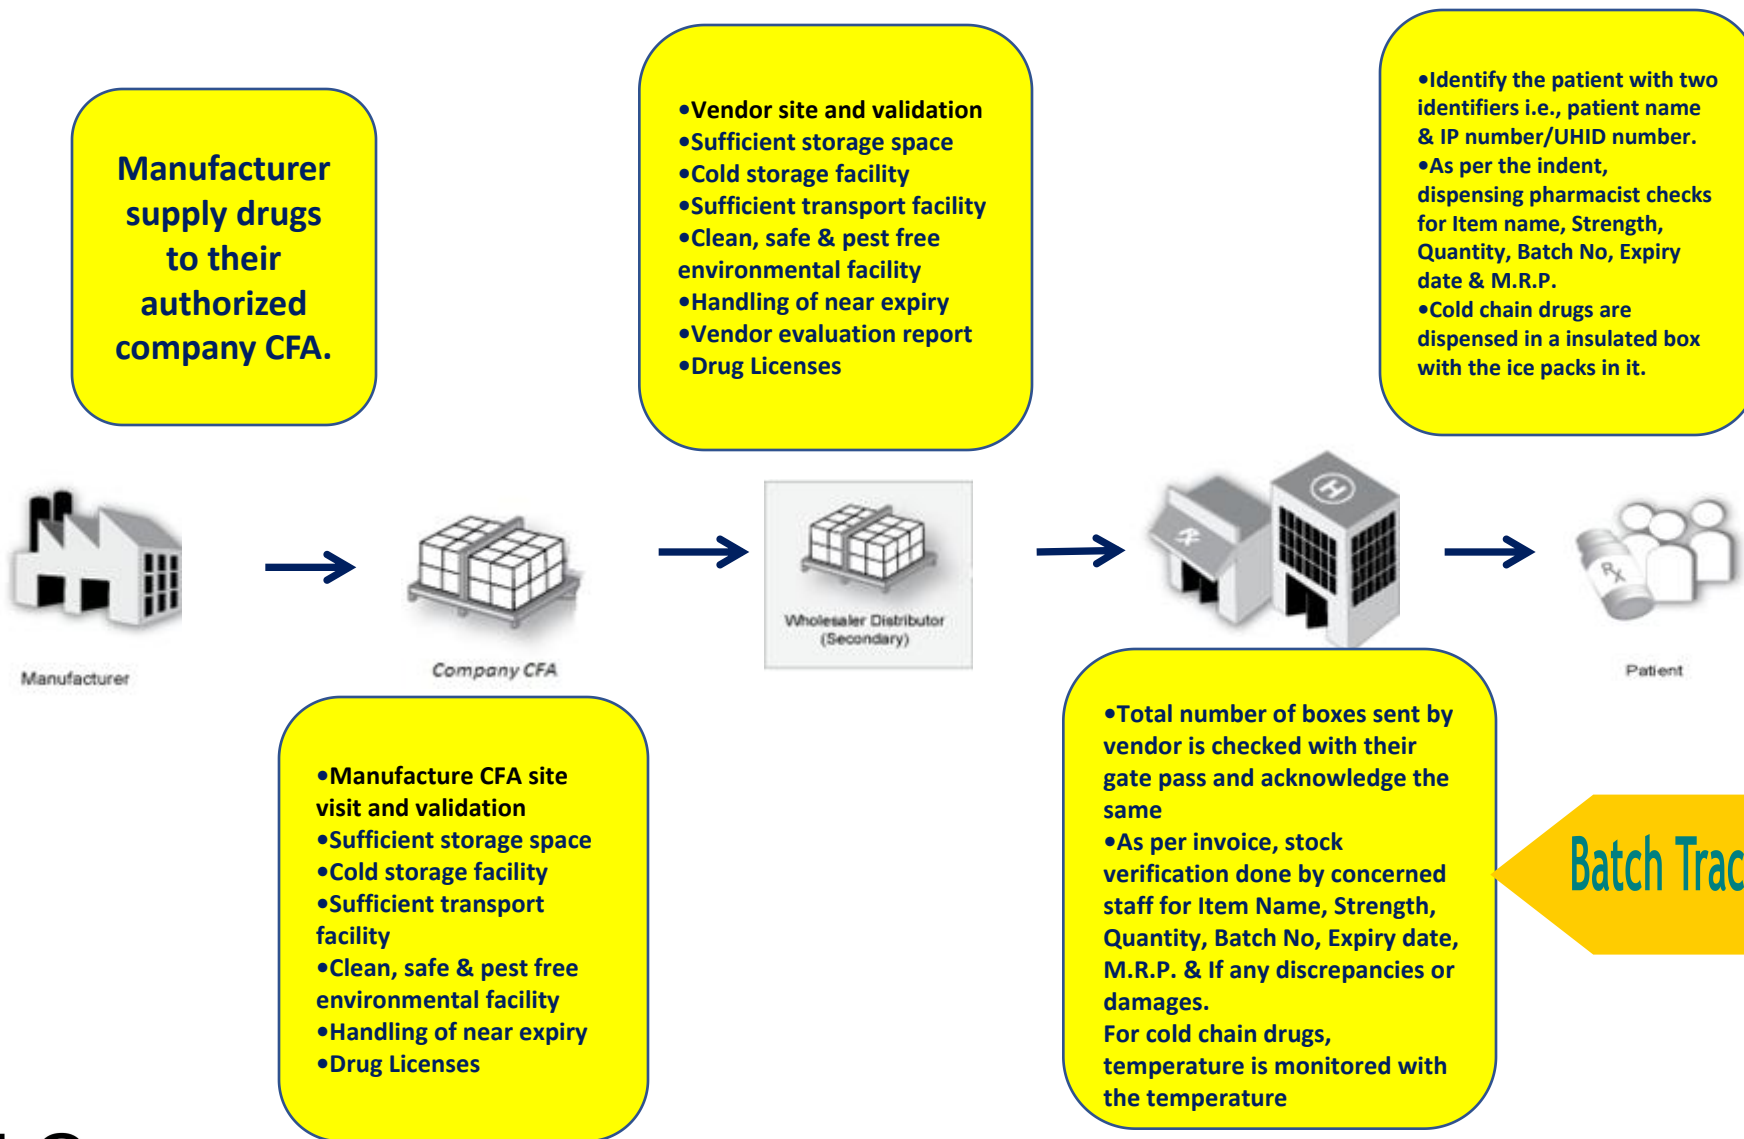 Manufacturer
supply drugs
to their
authorized
company CFA.
•Vendor site and validation
•Sufficient storage space
•Cold storage facility
•Sufficient transport facility
•Clean, safe & pest free
environmental facility
•Handling of near expiry
•Vendor evaluation report
•Drug Licenses
•Identify the patient with two
identifiers i.e., patient name
& IP number/UHID number.
•As per the indent,
dispensing pharmacist checks
for Item name, Strength,
Quantity, Batch No, Expiry
date & M.R.P.
•Cold chain drugs are
dispensed in a insulated box
with the ice packs in it.
H
Rx
Rx
Manufacturer
Company CFA
Wholesaler Distributor
(Secondary)
Patient
•Manufacture CFA site
visit and validation
•Sufficient storage space
•Cold storage facility
•Sufficient transport
facility
•Clean, safe & pest free
environmental facility
•Handling of near expiry
•Drug Licenses
•Total number of boxes sent by
vendor is checked with their
gate pass and acknowledge the
same
•As per invoice, stock
verification done by concerned
staff for Item Name, Strength,
Quantity, Batch No, Expiry date,
M.R.P. & If any discrepancies or
damages.
For cold chain drugs,
temperature is monitored with
the temperature
Batch Trac